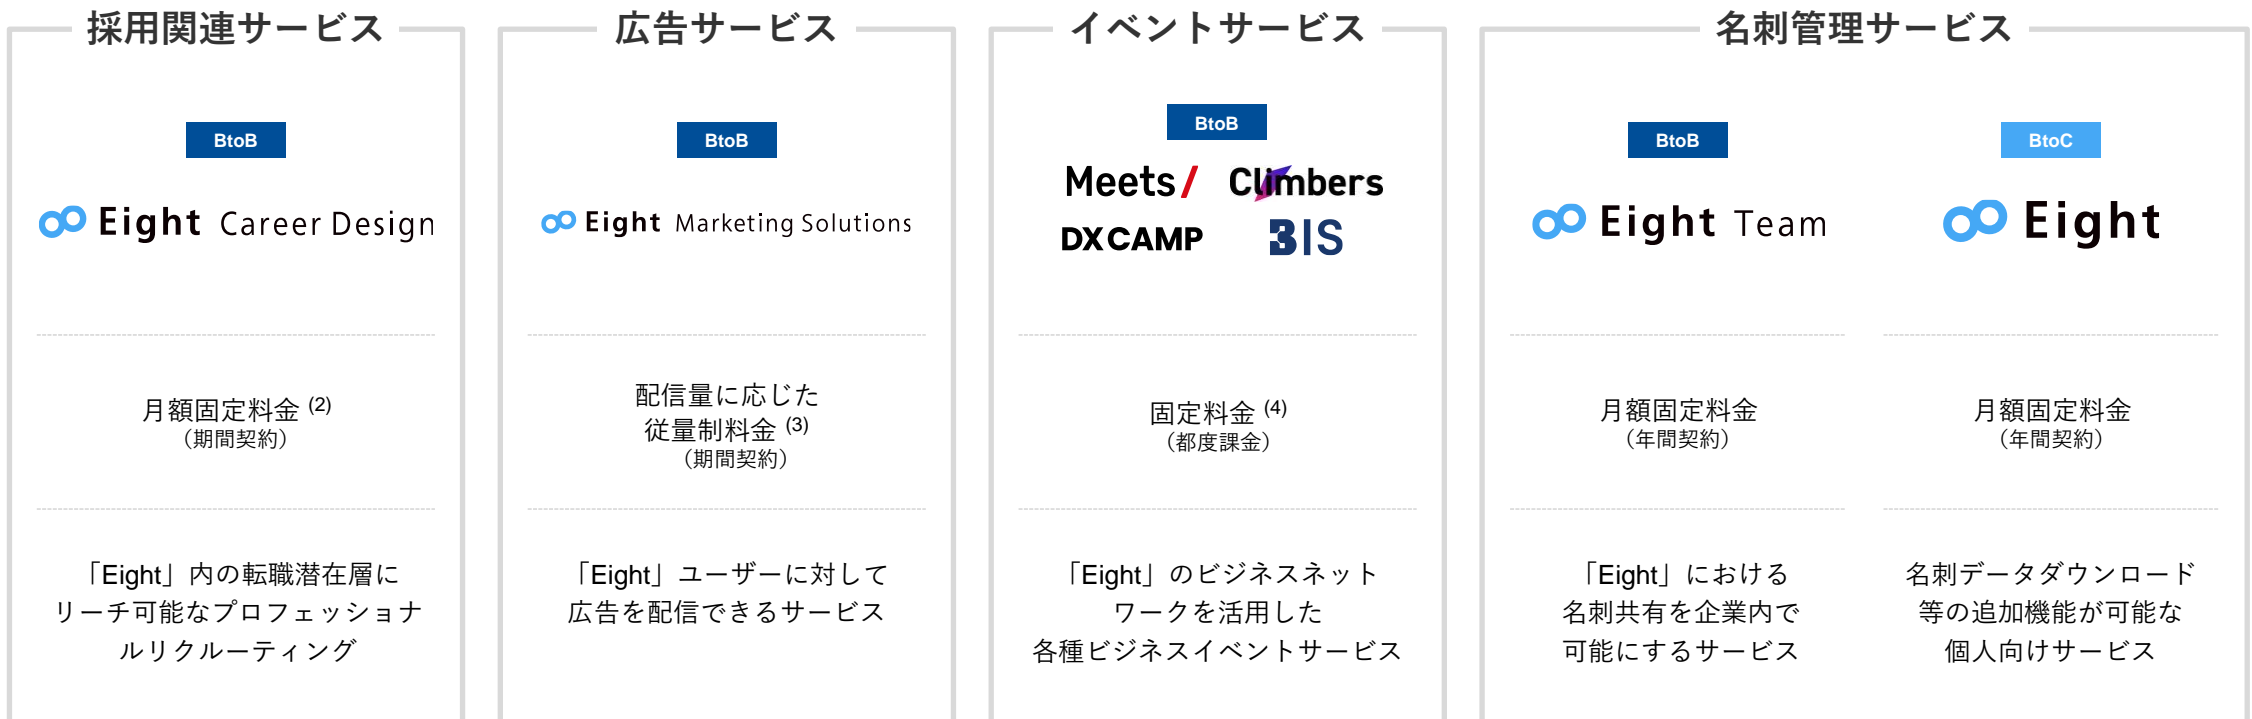 採用関連サービス
BtoB
Eight Career Design
月額固定料金 (2)
（期間契約）
「Eight」内の転職潜在層に
リーチ可能なプロフェッショナ
ルリクルーティング
広告サービス
BtoB
Eight Marketing Solutions
配信量に応じた
従量制料金 (3)
（期間契約）
「Eight」ユーザーに対して
広告を配信できるサービス
イベントサービス
BtoB
Meets/ Climbers
DX CAMP BIS
固定料金 (4)
（都度課金）
「Eight」のビジネスネット
ワークを活用した
各種ビジネスイベントサービス
名刺管理サービス
BtoB
Eight Team
月額固定料金
（年間契約）
「Eight」における
名刺共有を企業内で
可能にするサービス
BtoC
Eight
月額固定料金
（年間契約）
名刺データダウンロード
等の追加機能が可能な
個人向けサービス